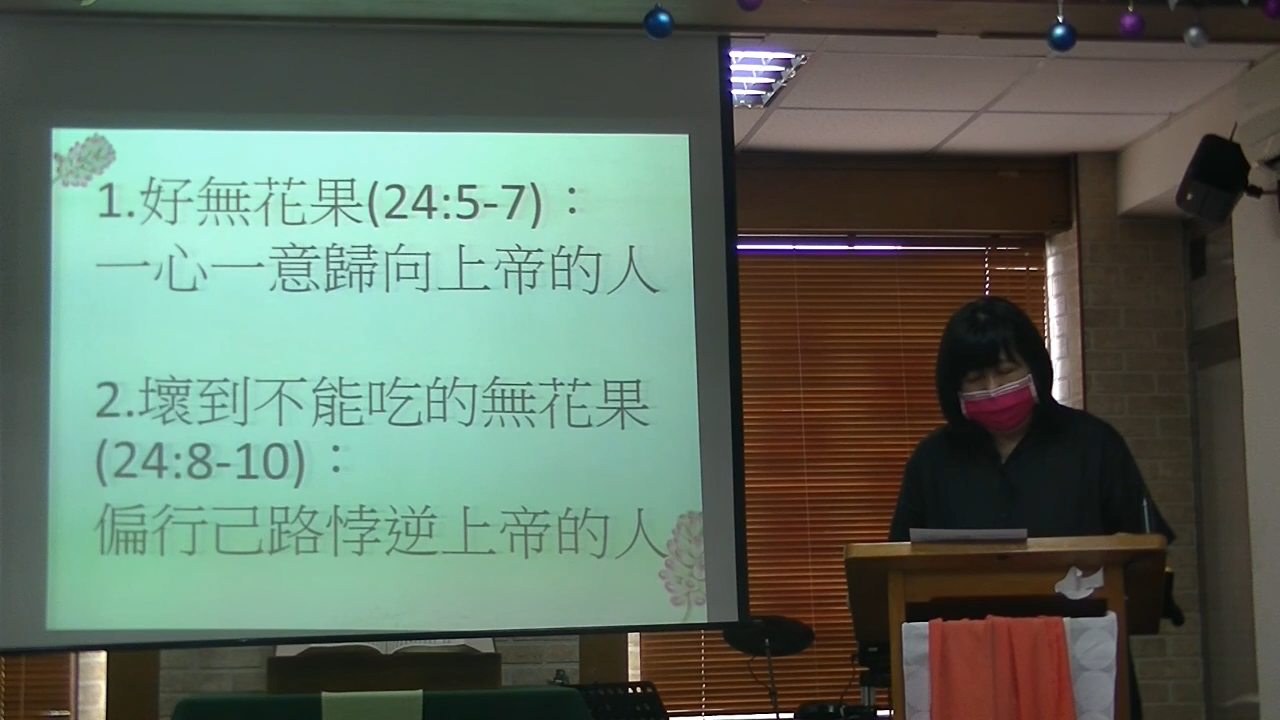 1.好無花果(24:5-7)：
一心一意歸向上帝的人
2.壞到不能吃的無花果
(24:8-10)：
偏行己路悖逆上帝的人